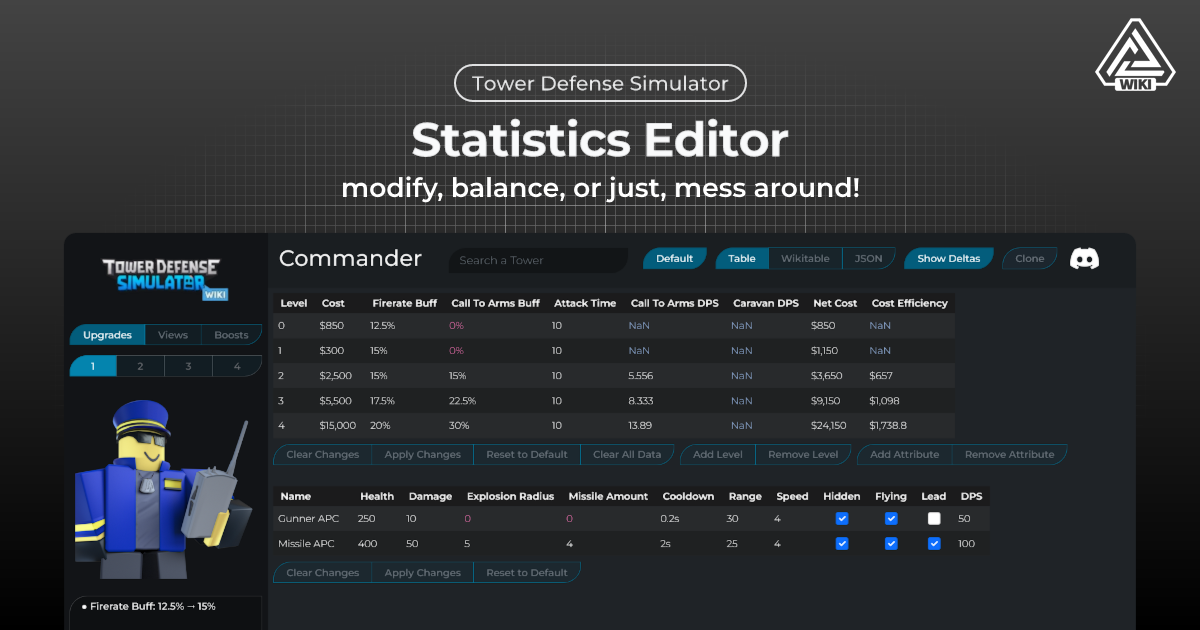 WIKI
Tower Defense Simulator
Statistics Editor
modify, balance, or just, mess around!
TOWER DEFENSE
SIMULATOR
WIKI
Upgrades Views Boosts
1 2 3 4
• Firerate Buff: 12.5% → 15%
Commander Search a Tower Default Table Wikitable JSON Show Deltas Clone
Level Cost Firerate Buff Call To Arms Buff Attack Time Call To Arms DPS Caravan DPS Net Cost Cost Efficiency
0 $850 12.5% 0% 10 NaN NaN $850 NaN
1 $300 15% 0% 10 NaN NaN $1,150 NaN
2 $2,500 15% 15% 10 5.556 NaN $3,650 $657
3 $5,500 17.5% 22.5% 10 8.333 NaN $9,150 $1,098
4 $15,000 20% 30% 10 13.89 NaN $24,150 $1,738.8
Clear Changes Apply Changes Reset to Default Clear All Data Add Level Remove Level Add Attribute Remove Attribute
Name Health Damage Explosion Radius Missile Amount Cooldown Range Speed Hidden Flying Lead DPS
Gunner APC 250 10 0 0 0.2s 30 4 50
Missile APC 400 50 5 4 2s 25 4 100
Clear Changes Apply Changes Reset to Default